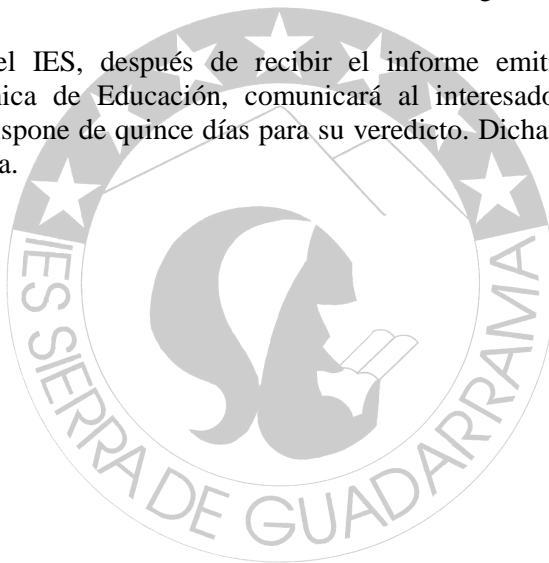 el IES, después de recibir el informe emit
nica de Educación, comunicará al interesado
spone de quince días para su veredicto. Dicha
a.
IES SIERRA DE GUADARRAMA